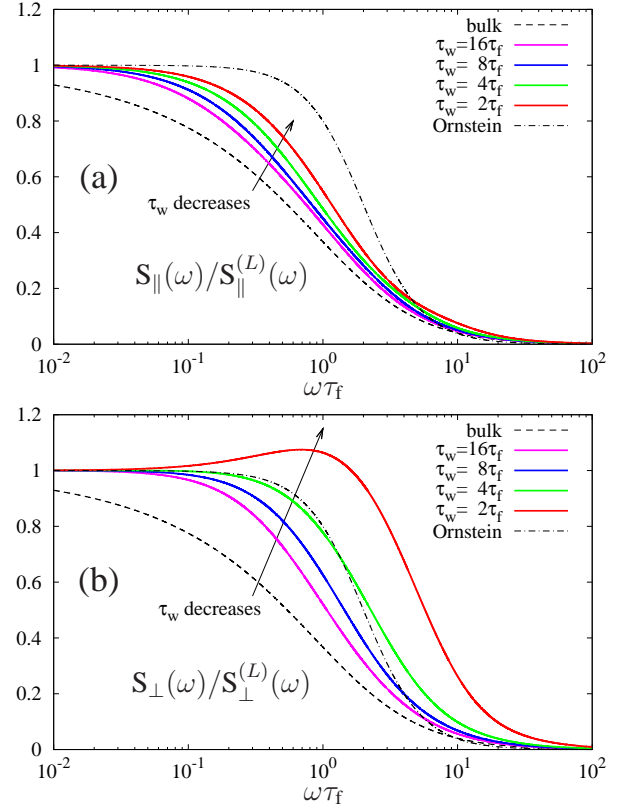 1.2
1
0.8
0.6
0.4
0.2
0
bulk
τw=16τf
τw= 8τf
τw= 4τf
τw= 2τf
Ornstein
(a)
τw decreases
S∥(ω)/S∥(L)(ω)
10-2 10-1 100 101 102
ωτf
1.2
1
0.8
0.6
0.4
0.2
0
bulk
τw=16τf
τw= 8τf
τw= 4τf
τw= 2τf
Ornstein
(b)
τw decreases
S⊥(ω)/S⊥(L)(ω)
10-2 10-1 100 101 102
ωτf